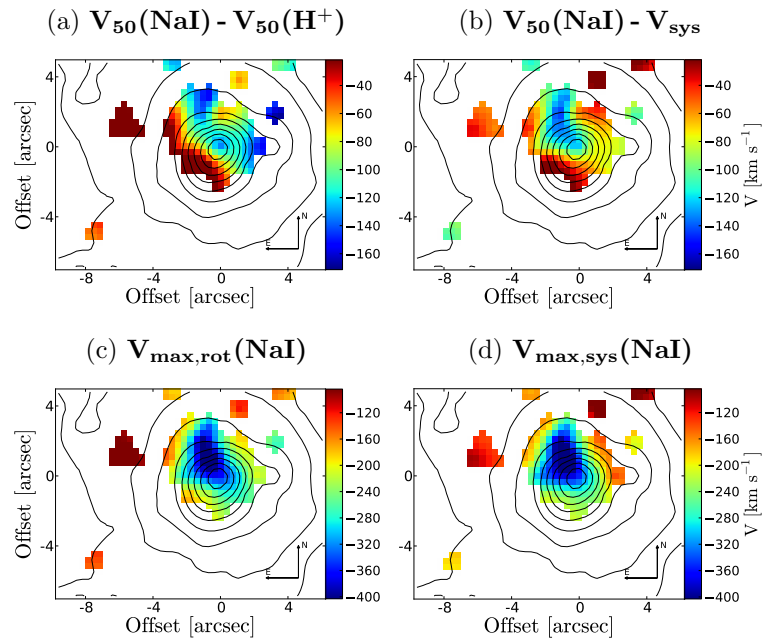 (a) V50(NaI) - V50(H+)
(b) V50(NaI) - Vsys
4
0
-4
Offset [arcsec]
-8 -4 0 4
Offset [arcsec]
N
E
−40
−60
−80
−100
−120
−140
−160
4
0
-4
-8 -4 0 4
Offset [arcsec]
N
E
−40
−60
−80
−100
−120
−140
−160
V [km s−1]
(c) Vmax,rot(NaI)
(d) Vmax,sys(NaI)
4
0
-4
Offset [arcsec]
-8 -4 0 4
Offset [arcsec]
N
E
−120
−160
−200
−240
−280
−320
−360
−400
4
0
-4
-8 -4 0 4
Offset [arcsec]
N
E
−120
−160
−200
−240
−280
−320
−360
−400
V [km s−1]